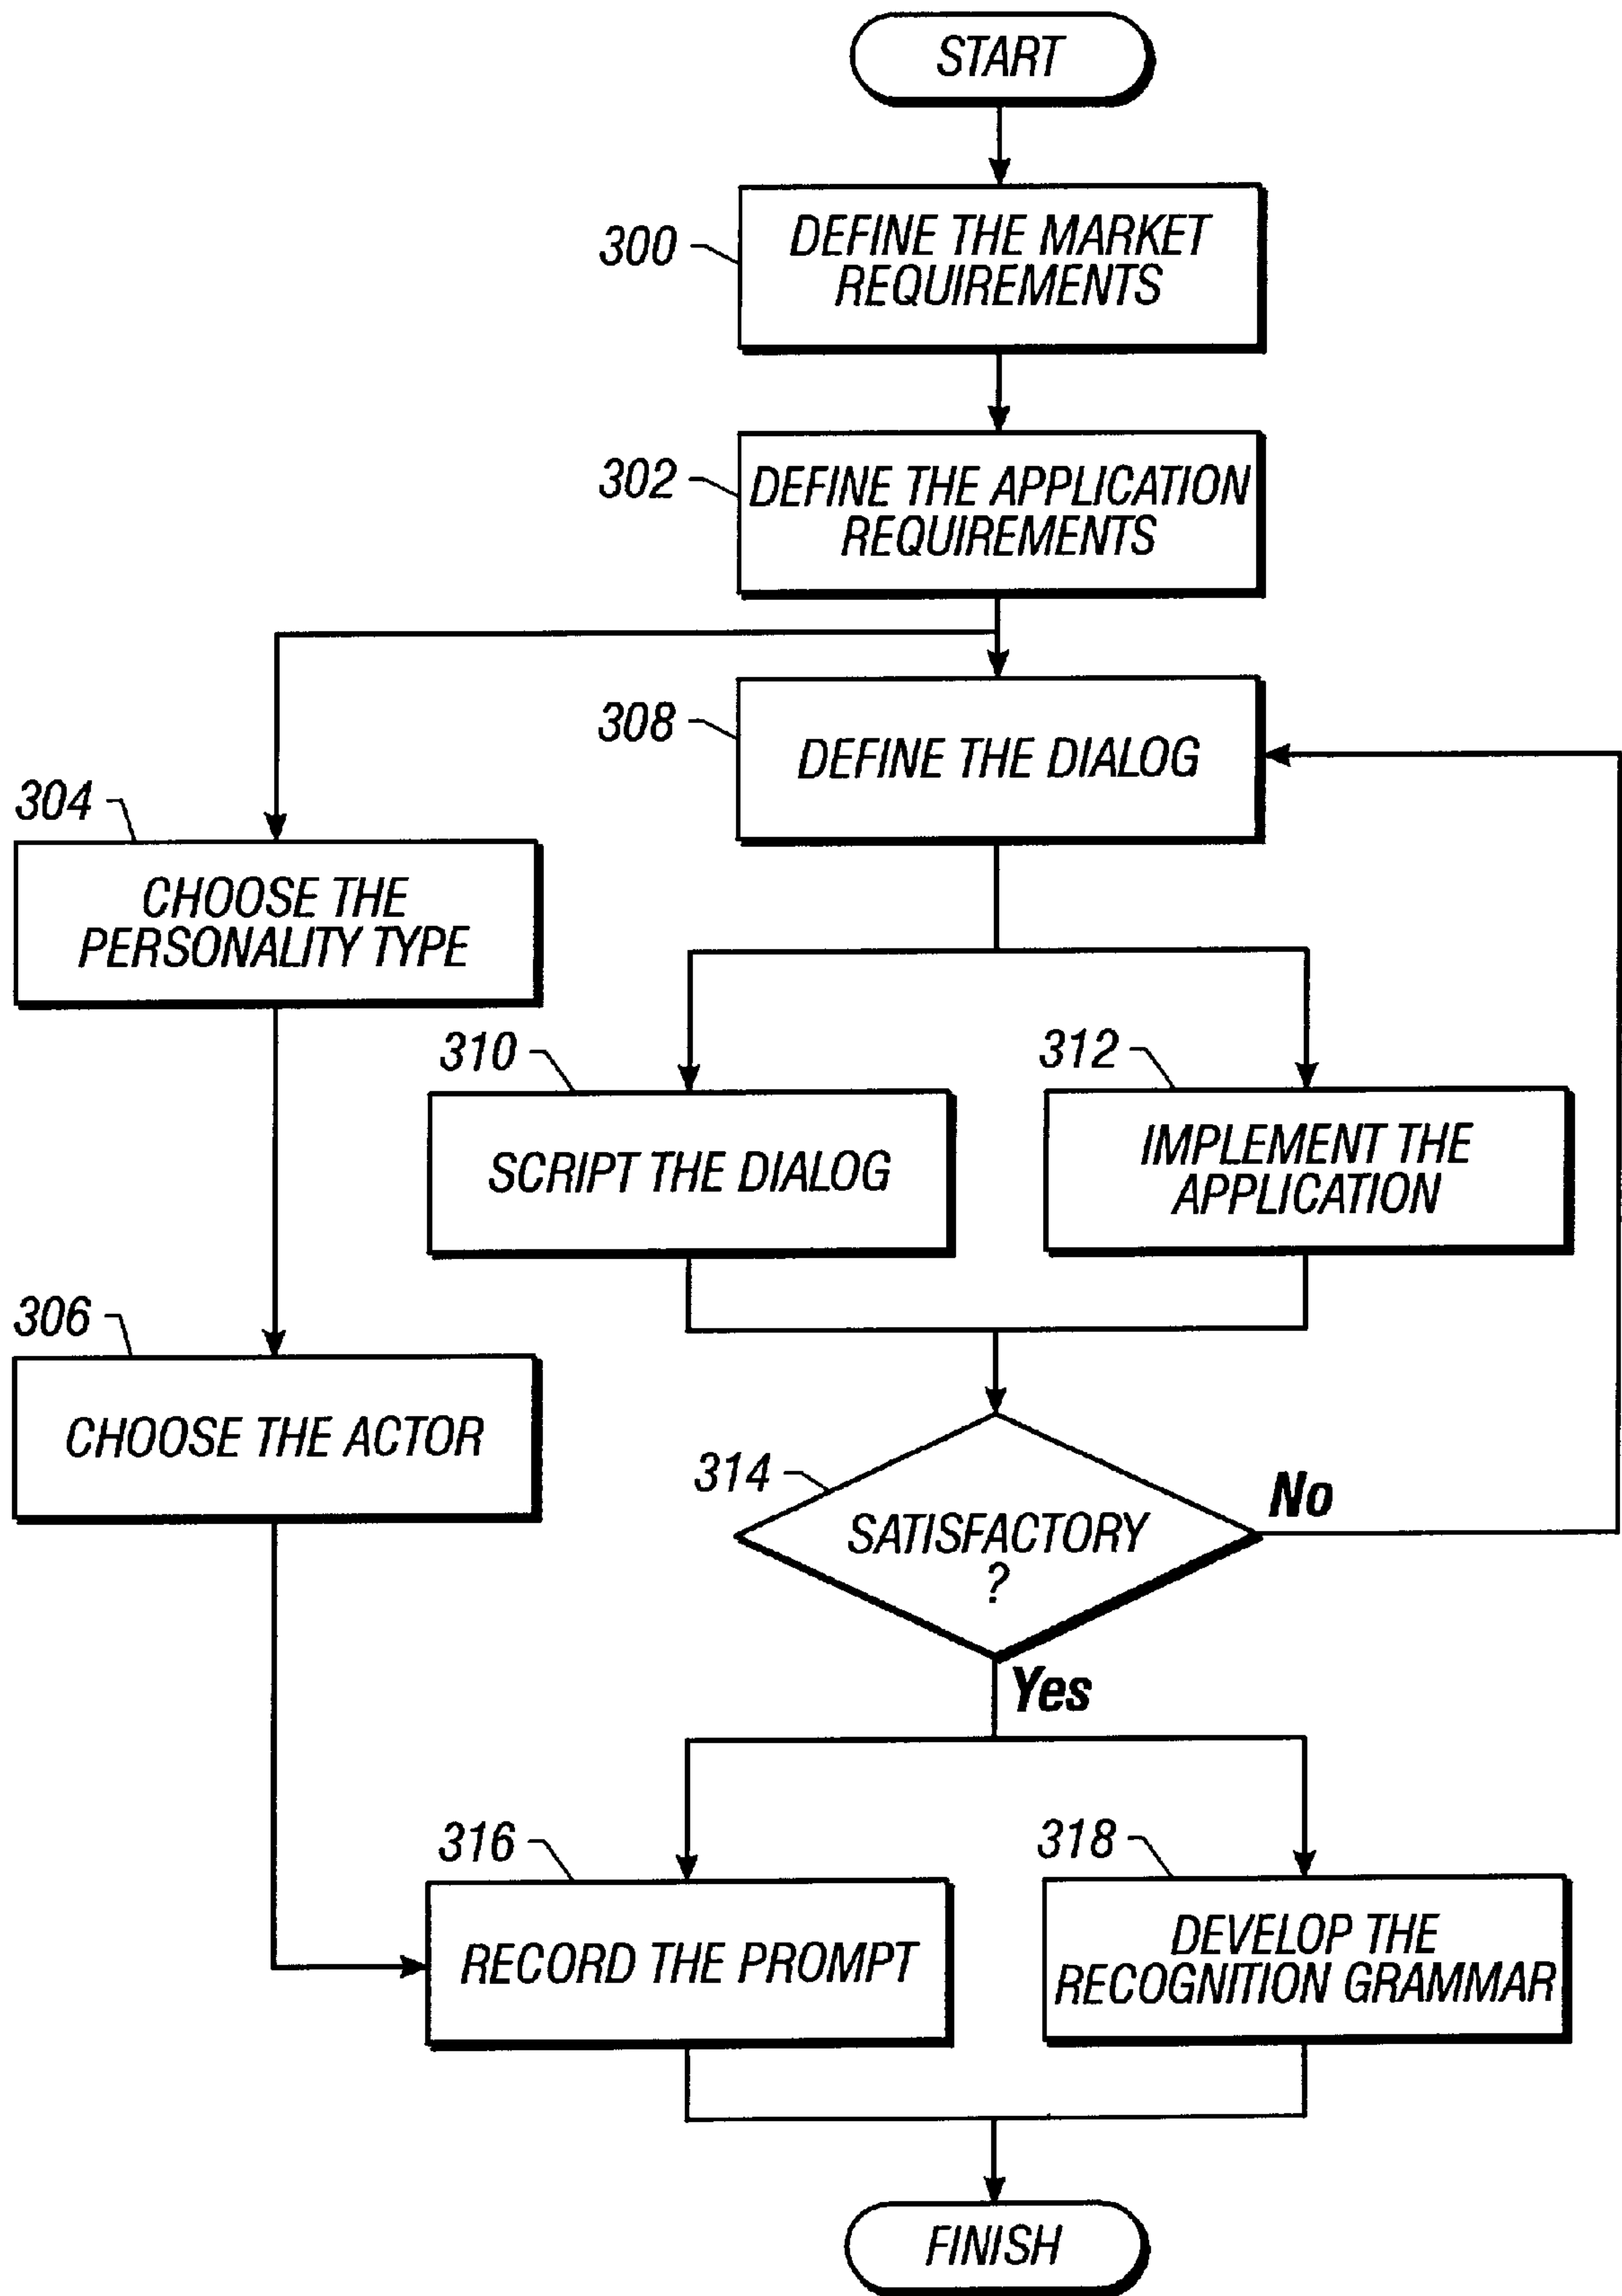 START
300
DEFINE THE MARKET
REQUIREMENTS
302
DEFINE THE APPLICATION
REQUIREMENTS
308
DEFINE THE DIALOG
304
CHOOSE THE
PERSONALITY TYPE
310
SCRIPT THE DIALOG
312
IMPLEMENT THE
APPLICATION
306
CHOOSE THE ACTOR
314
SATISFACTORY
?
No
Yes
316
RECORD THE PROMPT
318
DEVELOP THE
RECOGNITION GRAMMAR
FINISH